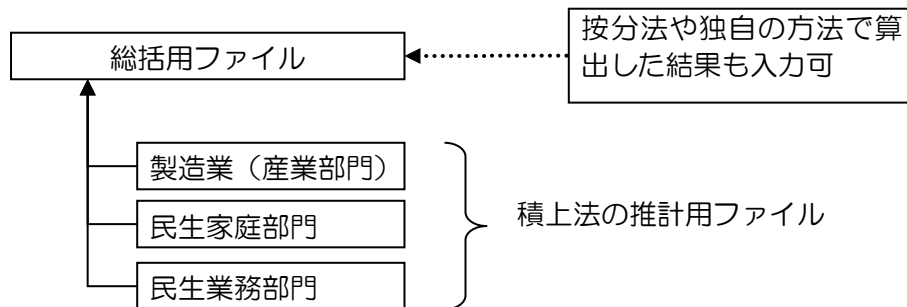 総括用ファイル
按分法や独自の方法で算
出した結果も入力可
製造業（産業部門）
民生家庭部門
民生業務部門
積上法の推計用ファイル